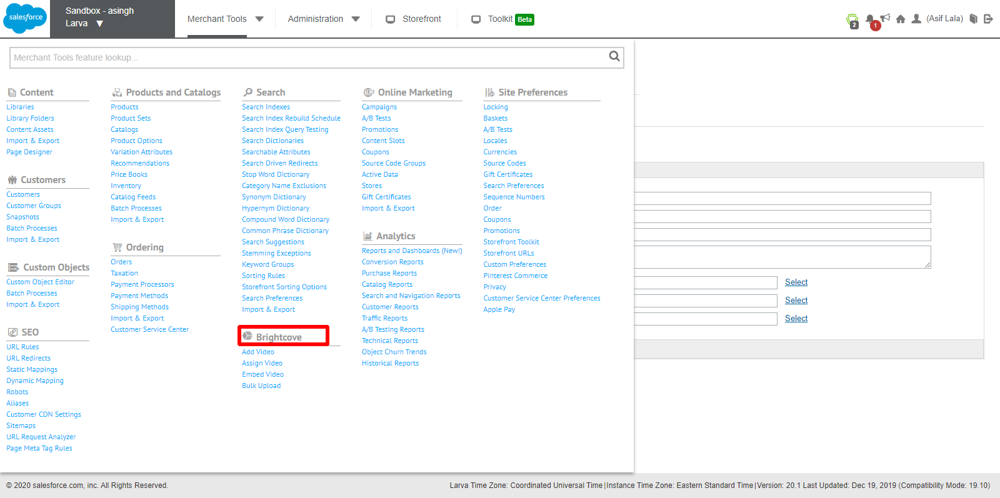 salesforce
Sandbox - asingh
Larva
Merchant Tools
Administration
Storefront
Toolkit Beta
2
1
(Asif Lala)
Merchant Tools feature lookup...
Content
Libraries
Library Folders
Content Assets
Import & Export
Page Designer
Customers
Customers
Customer Groups
Snapshots
Batch Processes
Import & Export
Custom Objects
Custom Object Editor
Batch Processes
Import & Export
SEO
URL Rules
URL Redirects
Static Mappings
Dynamic Mapping
Robots
Aliases
Customer CDN Settings
Sitemaps
URL Request Analyzer
Page Meta Tag Rules
Products and Catalogs
Products
Product Sets
Catalogs
Product Options
Variation Attributes
Recommendations
Price Books
Inventory
Catalog Feeds
Batch Processes
Import & Export
Ordering
Orders
Taxation
Payment Processors
Payment Methods
Shipping Methods
Import & Export
Customer Service Center
Search
Search Indexes
Search Index Rebuild Schedule
Search Index Query Testing
Search Dictionaries
Searchable Attributes
Search Driven Redirects
Stop Word Dictionary
Category Name Exclusions
Synonym Dictionary
Hypernym Dictionary
Compound Word Dictionary
Common Phrase Dictionary
Search Suggestions
Stemming Exceptions
Keyword Groups
Sorting Rules
Storefront Sorting Options
Search Preferences
Import & Export
Brightcove
Add Video
Assign Video
Embed Video
Bulk Upload
Online Marketing
Campaigns
A/B Tests
Promotions
Content Slots
Coupons
Source Code Groups
Active Data
Stores
Gift Certificates
Import & Export
Analytics
Reports and Dashboards (New!)
Conversion Reports
Purchase Reports
Catalog Reports
Search and Navigation Reports
Customer Reports
Traffic Reports
A/B Testing Reports
Technical Reports
Object Churn Trends
Historical Reports
Site Preferences
Locking
Baskets
A/B Tests
Locales
Currencies
Source Codes
Gift Certificates
Search Preferences
Sequence Numbers
Order
Coupons
Promotions
Storefront Toolkit
Storefront URLs
Custom Preferences
Pinterest Commerce
Privacy
Customer Service Center Preferences
Apple Pay
Select
Select
Select
© 2020 salesforce.com, inc. All Rights Reserved.
Larva Time Zone: Coordinated Universal Time|Instance Time Zone: Eastern Standard Time|Version: 20.1 Last Updated: Dec 19, 2019 (Compatibility Mode: 19.10)